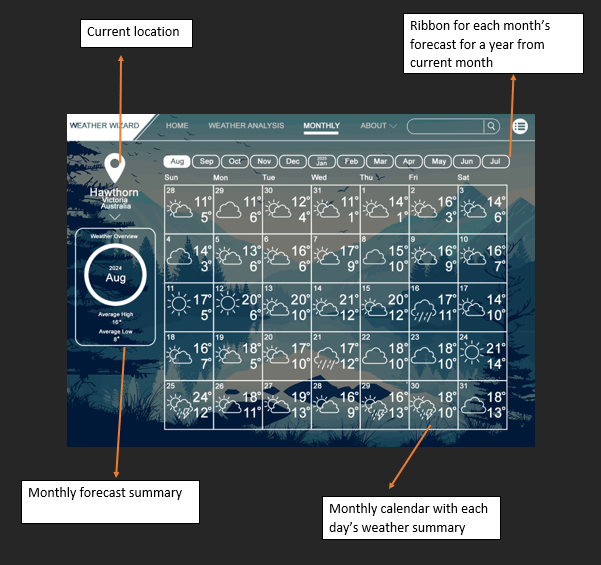 Current location
Ribbon for each month's
forecast for a year from
current month
WEATHER WIZARD HOME WEATHER ANALYSIS MONTHLY ABOUT
Aug Sep Oct Nov Dec Jan Feb Mar Apr May Jun Jul
Hawthorn
Victoria
Australia
Sun Mon Tue Wed Thu Fri Sat
28 11° 5° 29 11° 6° 30 12° 4° 31 11° 1° 1 14° 1° 2 16° 3° 3 14° 6°
Weather Overview
2024
Aug
Average High
16°
Average Low
8°
4 14° 3° 5 13° 6° 6 16° 6° 7 17° 9° 8 15° 10° 9 16° 9° 10 16° 7°
11 17° 5° 12 20° 6° 13 20° 10° 14 21° 12° 15 20° 12° 16 17° 11° 17 14° 10°
18 16° 7° 19 18° 5° 20 17° 10° 21 17° 12° 22 18° 10° 23 18° 10° 24 21° 14°
25 24° 12° 26 18° 11° 27 19° 13° 28 16° 9° 29 16° 13° 30 18° 10° 31 18° 13°
Monthly forecast summary
Monthly calendar with each
day's weather summary